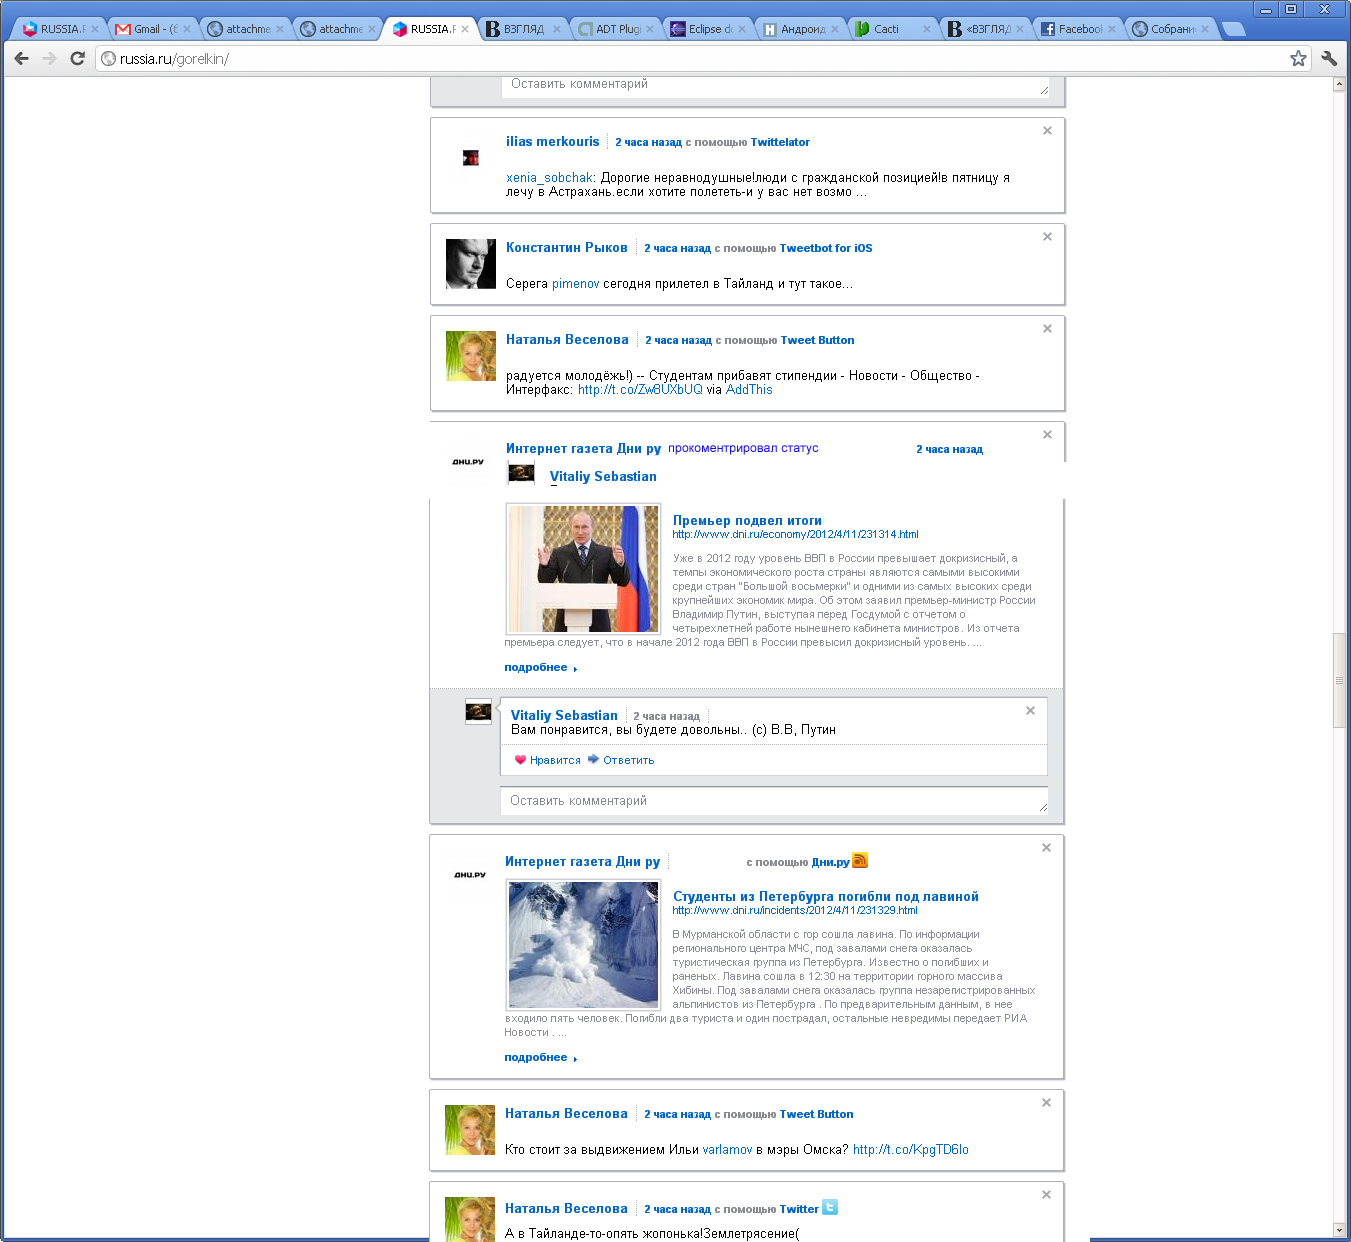 RUSSIA.F
Gmail - (6
attachme
attachme
RUSSIA.F
ВЗГЛЯД
ADT Plugi
Eclipse d
Андроид
Cacti
«ВЗГЛЯД
Facebook
Собрани
russia.ru/gorelkin/
Оставить комментарий
ilias merkouris 2 часа назад с помощью Twittelator
xenia_sobchak: Дорогие неравнодушные!люди с гражданской позицией!в пятницу я
лечу в Астрахань.если хотите полететь-и у вас нет возмо ...
Константин Рыков 2 часа назад с помощью Tweetbot for iOS
Серега pimenov сегодня прилетел в Тайланд и тут такое...
Наталья Веселова 2 часа назад с помощью Tweet Button
радуется молодёжь!) -- Студентам прибавят стипендии - Новости - Общество -
Интерфакс: http://t.co/Zw8UXbUQ via AddThis
ДНИ.РУ
Интернет газета Дни ру прокоментрировал статус 2 часа назад
Vitaliy Sebastian
Премьер подвел итоги
http://www.dni.ru/economy/2012/4/11/231314.html
Уже в 2012 году уровень ВВП в России превышает докризисный, а
темпы экономического роста страны являются самыми высокими
среди стран "Большой восьмерки" и одними из самых высоких среди
крупнейших экономик мира. Об этом заявил премьер-министр России
Владимир Путин, выступая перед Госдумой с отчетом о
четырехлетней работе нынешнего кабинета министров. Из отчета
премьера следует, что в начале 2012 года ВВП в России превысил докризисный уровень. ...
подробнее
Vitaliy Sebastian 2 часа назад
Вам понравится, вы будете довольны.. (с) В.В, Путин
Нравится Ответить
Оставить комментарий
ДНИ.РУ
Интернет газета Дни ру с помощью Дни.ру
Студенты из Петербурга погибли под лавиной
http://www.dni.ru/incidents/2012/4/11/231329.html
В Мурманской области с гор сошла лавина. По информации
регионального центра МЧС, под завалами снега оказалась
туристическая группа из Петербурга. Известно о погибших и
раненых. Лавина сошла в 12:30 на территории горного массива
Хибины. Под завалами снега оказалась группа незарегистрированных
альпинистов из Петербурга . По предварительным данным, в нее
входило пять человек. Погибли два туриста и один пострадал, остальные невредимы передает РИА
Новости . ...
подробнее
Наталья Веселова 2 часа назад с помощью Tweet Button
Кто стоит за выдвижением Ильи varlamov в мэры Омска? http://t.co/KpgTD6lo
Наталья Веселова 2 часа назад с помощью Twitter
А в Тайланде-то-опять жопонька!Землетрясение(